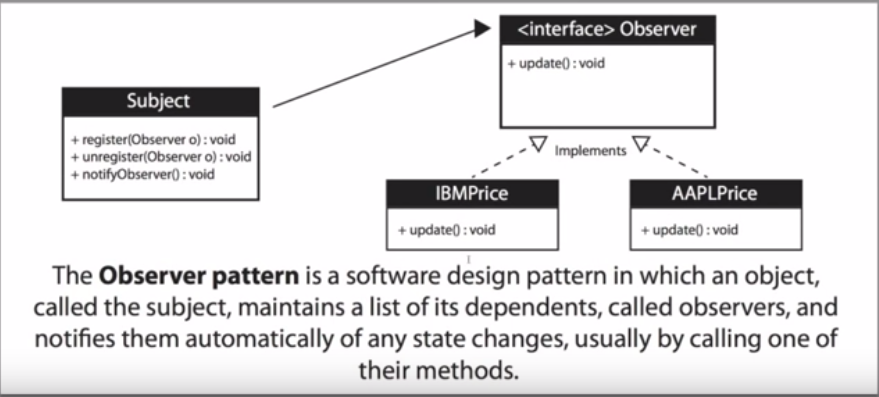 <interface> Observer
+ update() : void
Subject
+ register(Observer o) : void
+ unregister(Observer o) : void
+ notifyObserver() : void
Implements
IBMPrice
+ update() : void
AAPLPrice
+ update() : void
The Observer pattern is a software design pattern in which an object,
called the subject, maintains a list of its dependents, called observers, and
notifies them automatically of any state changes, usually by calling one of
their methods.